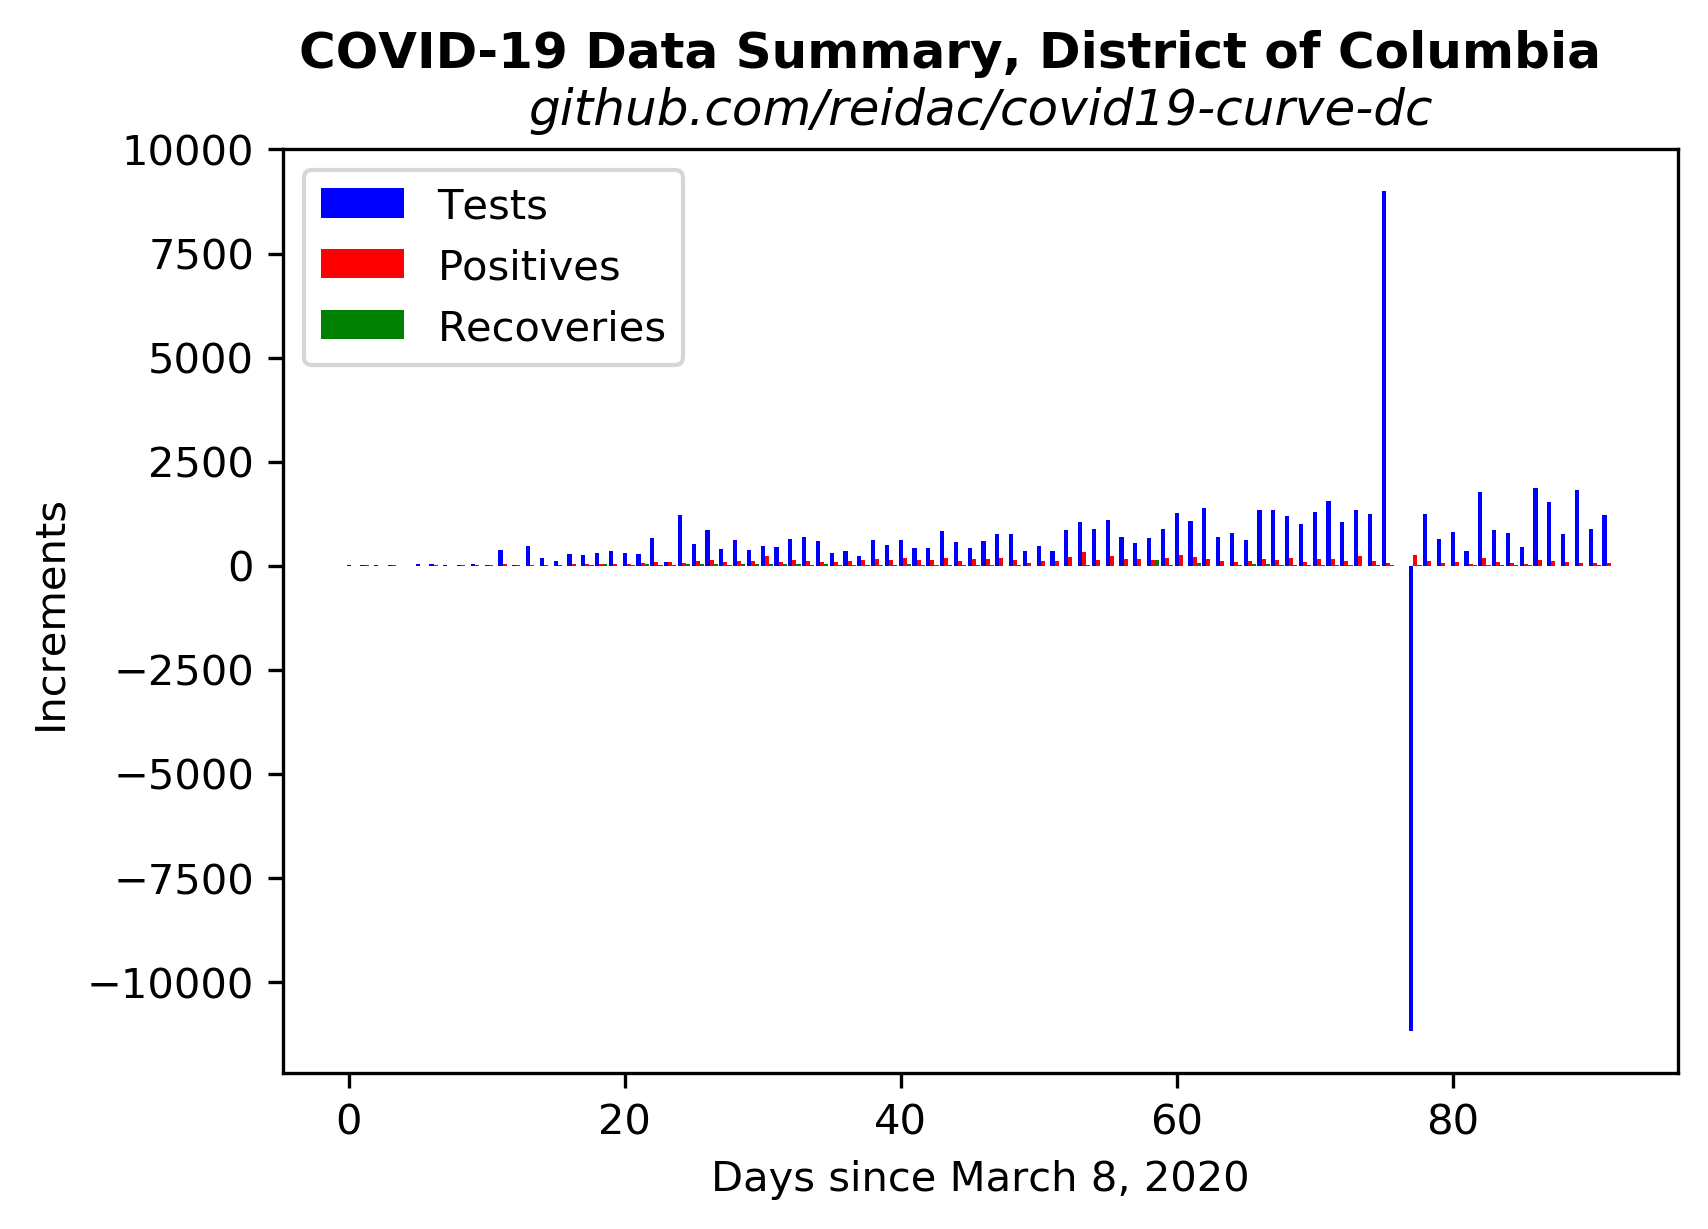 COVID-19 Data Summary, District of Columbia
github.com/reidac/covid19-curve-dc
10000
7500
5000
2500
0
−2500
−5000
−7500
−10000
Increments
Tests
Positives
Recoveries
0 20 40 60 80
Days since March 8, 2020